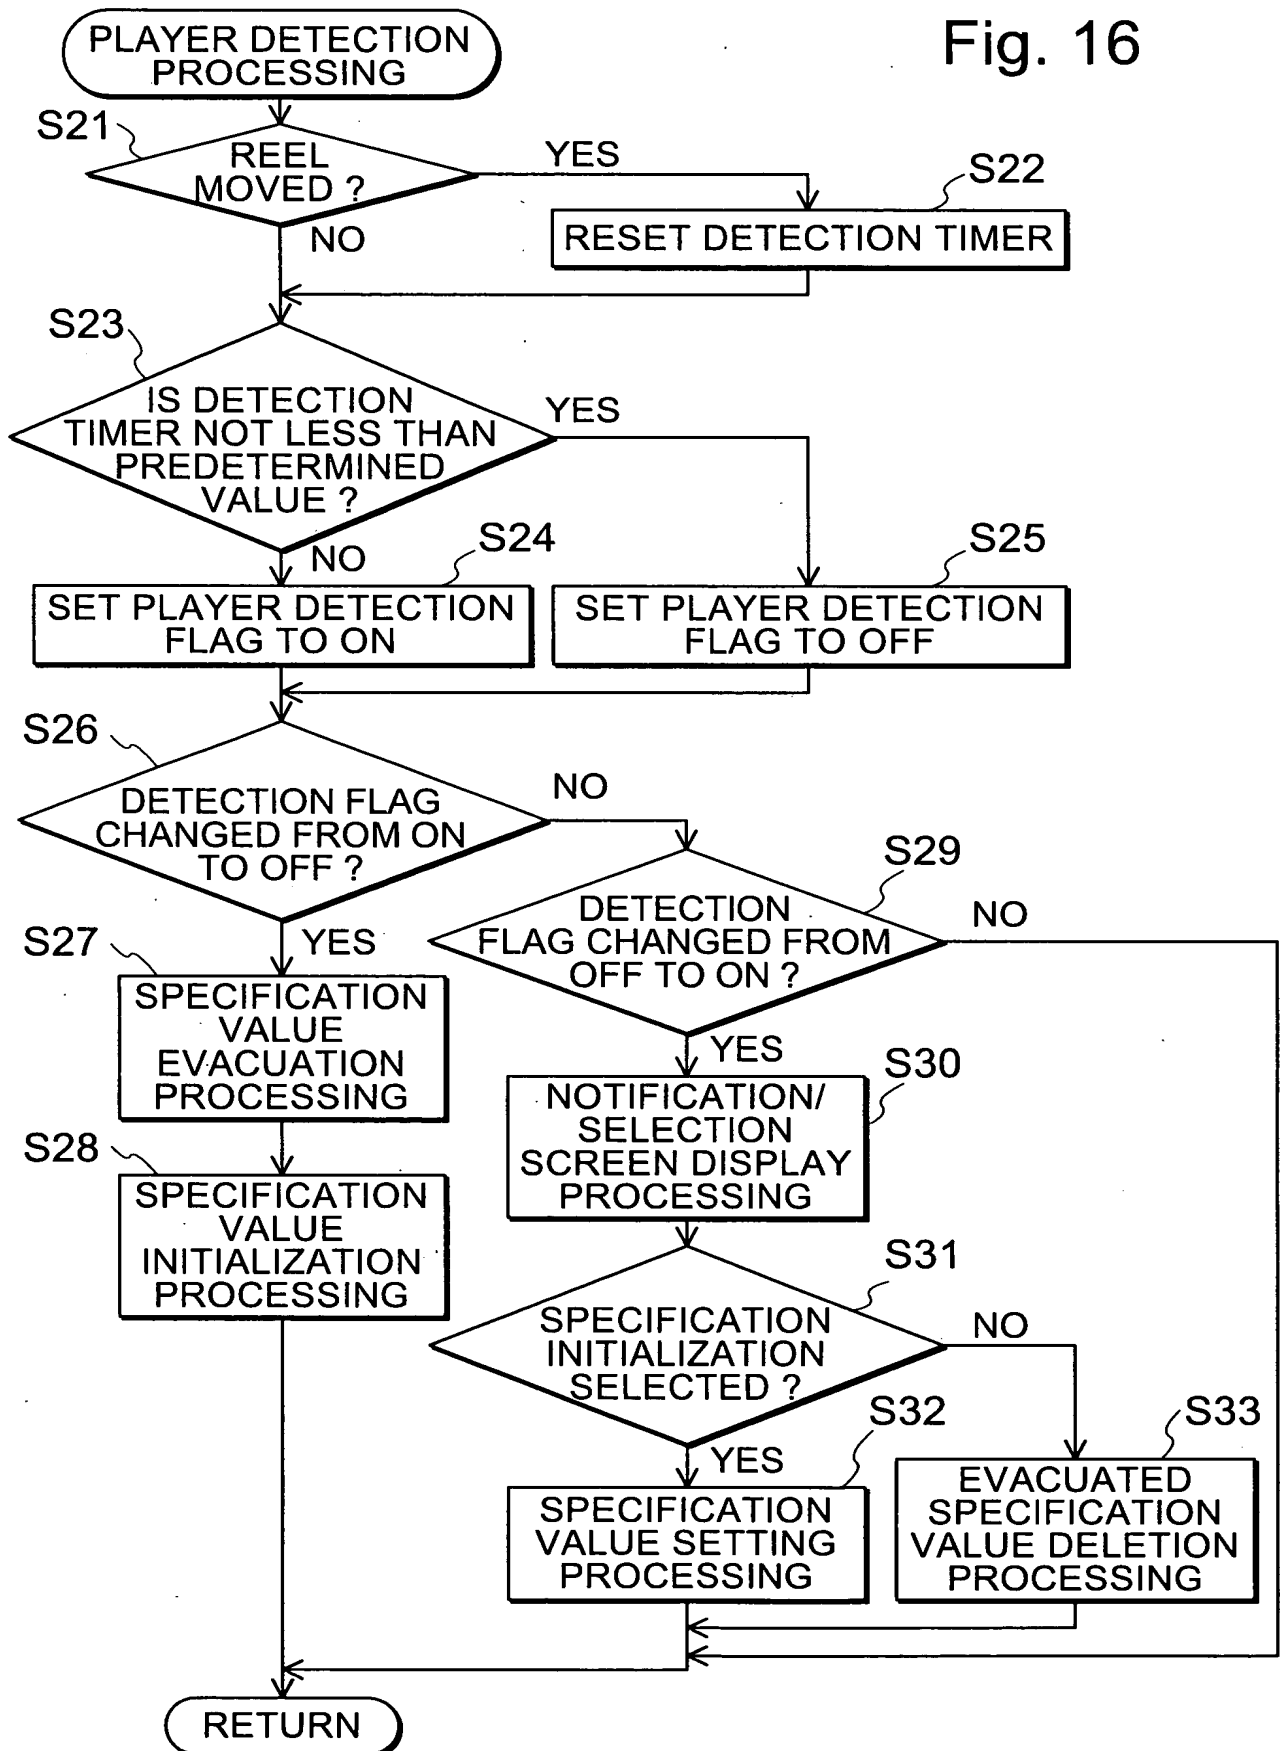 Fig. 16
PLAYER DETECTION
PROCESSING
S21
REEL
MOVED ?
YES
S22
RESET DETECTION TIMER
NO
S23
IS DETECTION
TIMER NOT LESS THAN
PREDETERMINED
VALUE ?
YES
NO
S24
SET PLAYER DETECTION
FLAG TO ON
S25
SET PLAYER DETECTION
FLAG TO OFF
S26
DETECTION FLAG
CHANGED FROM ON
TO OFF ?
NO
YES
S27
SPECIFICATION
VALUE
EVACUATION
PROCESSING
S28
SPECIFICATION
VALUE
INITIALIZATION
PROCESSING
S29
DETECTION
FLAG CHANGED FROM
OFF TO ON ?
NO
YES
S30
NOTIFICATION/
SELECTION
SCREEN DISPLAY
PROCESSING
S31
SPECIFICATION
INITIALIZATION
SELECTED ?
NO
YES
S32
SPECIFICATION
VALUE SETTING
PROCESSING
S33
EVACUATED
SPECIFICATION
VALUE DELETION
PROCESSING
RETURN